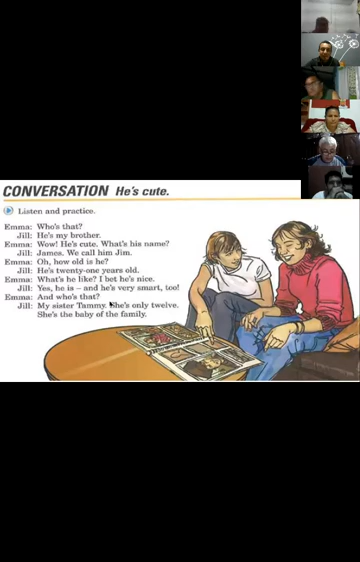 CONVERSATION He's cute.
Listen and practice.
Emma: Who's that?
Jill: He's my brother.
Emma: Wow! He's cute. What's his name?
Jill: James. We call him Jim.
Emma: Oh, how old is he?
Jill: He's twenty-one years old.
Emma: What's he like? I bet he's nice.
Jill: Yes, he is – and he's very smart, too!
Emma: And who's that?
Jill: My sister Tammy. She's only twelve.
She's the baby of the family.